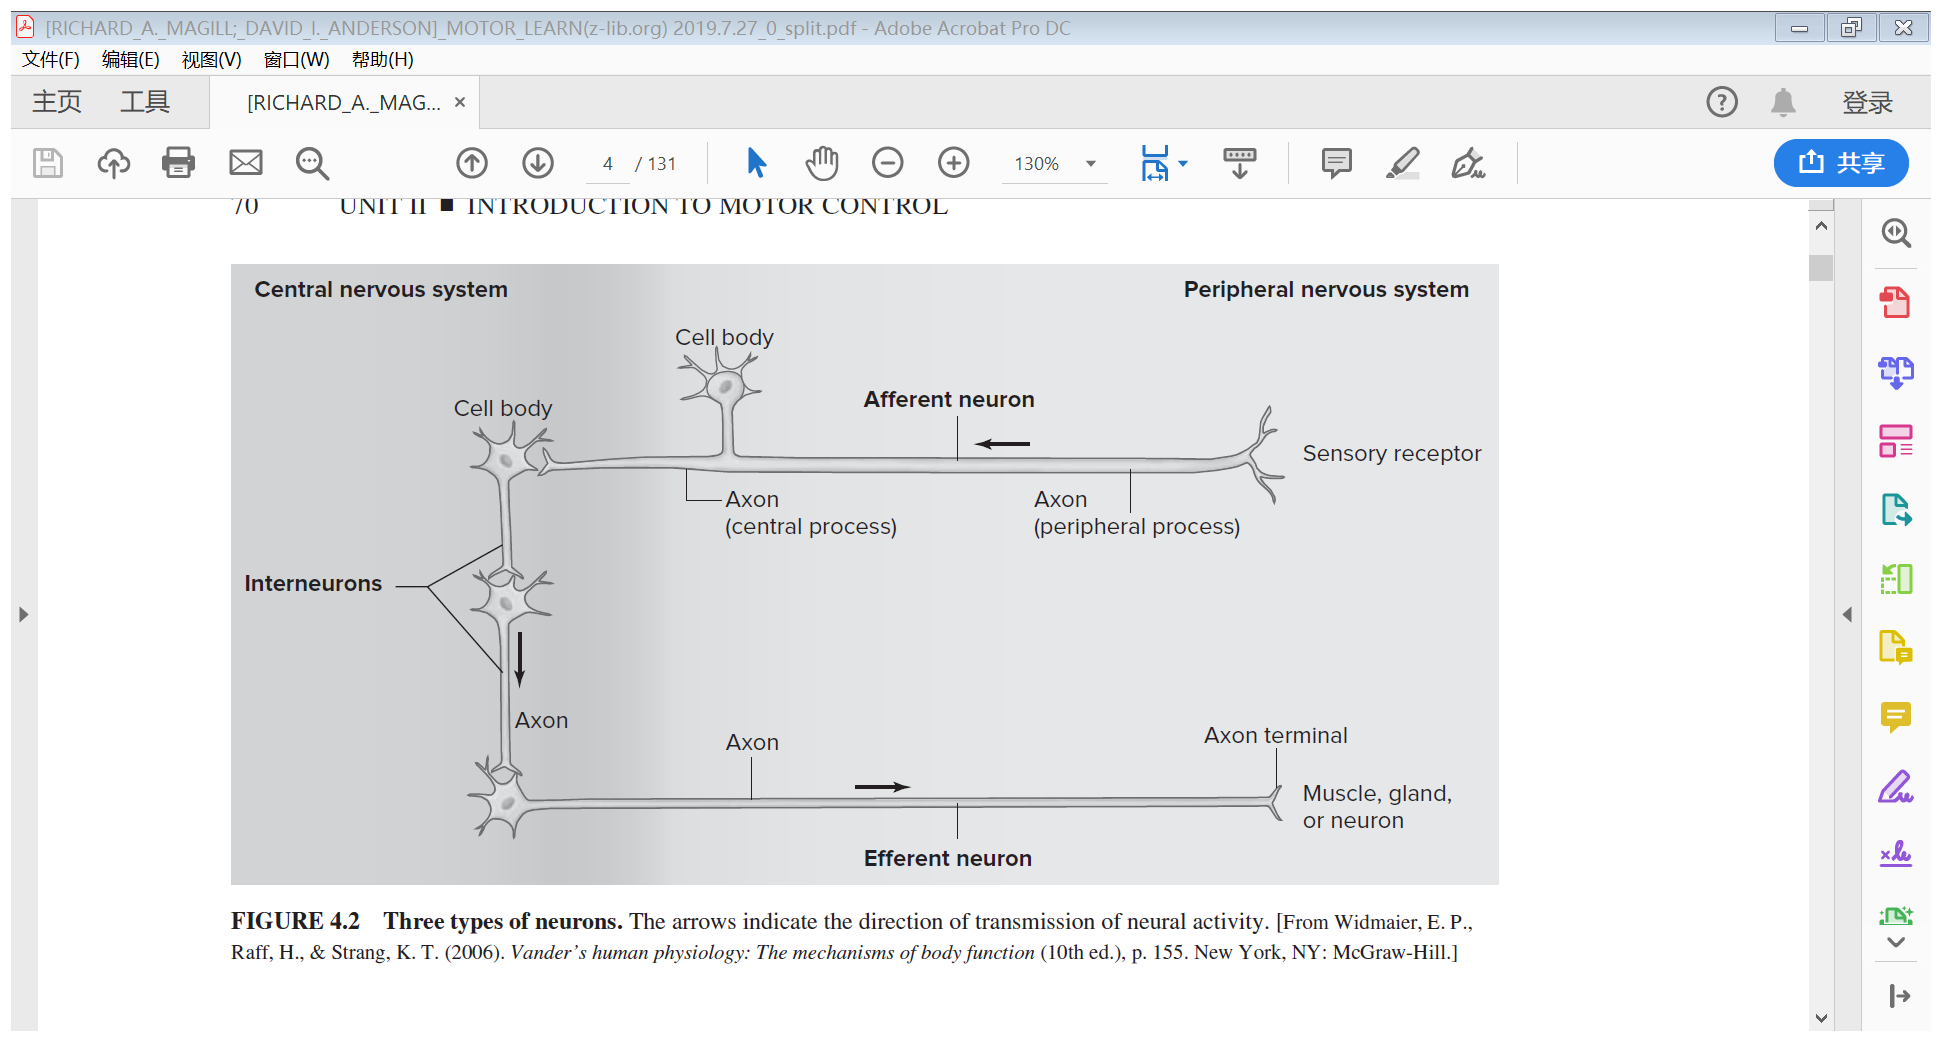 [RICHARD_A._MAGILL;_DAVID_I._ANDERSON]_MOTOR_LEARN(z-lib.org) 2019.7.27_0_split.pdf - Adobe Acrobat Pro DC
文件(F) 编辑(E) 视图(V) 窗口(W) 帮助(H)
主页 工具 [RICHARD_A._MAG... × 登录
4 / 131 130% 共享
70 UNIT II ■ INTRODUCTION TO MOTOR CONTROL
Central nervous system Peripheral nervous system
Cell body
Afferent neuron
Cell body
Sensory receptor
Axon
(central process)
Axon
(peripheral process)
Interneurons
Axon
Axon
Axon terminal
Muscle, gland,
or neuron
Efferent neuron
FIGURE 4.2 Three types of neurons. The arrows indicate the direction of transmission of neural activity. [From Widmaier, E. P.,
Raff, H., & Strang, K. T. (2006). Vander's human physiology: The mechanisms of body function (10th ed.), p. 155. New York, NY: McGraw-Hill.]